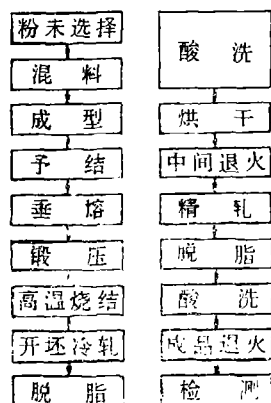 粉末选择
混料
成型
予结
垂熔
锻压
高温烧结
开坯冷轧
脱脂
酸洗
烘干
中间退火
精轧
脱脂
酸洗
成品退火
检测